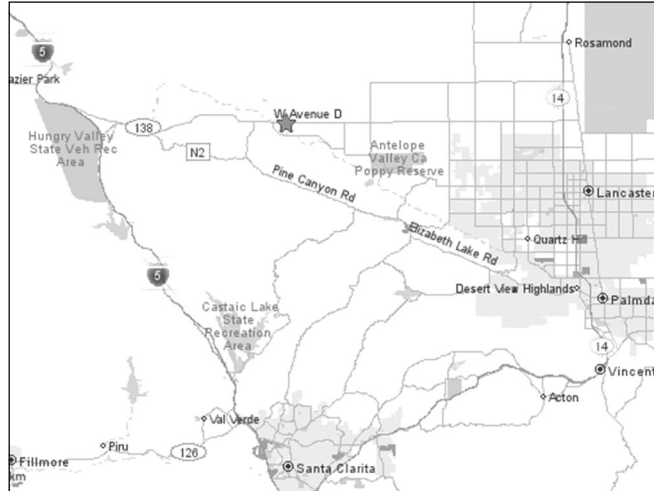 5
Rosamond
azier Park
14
W Avenue D
138
Hungry Valley
State Veh Rec
Area
N2
Antelope
Valley Ca
Poppy Reserve
Pine Canyon Rd
Lancaster
Elizabeth Lake Rd
Quartz Hill
5
Desert View Highlands
Palmda
Castaic Lake
State
Recreation
Area
14
Vincent
Acton
Val Verde
Piru
126
Fillmore
Santa Clarita
km